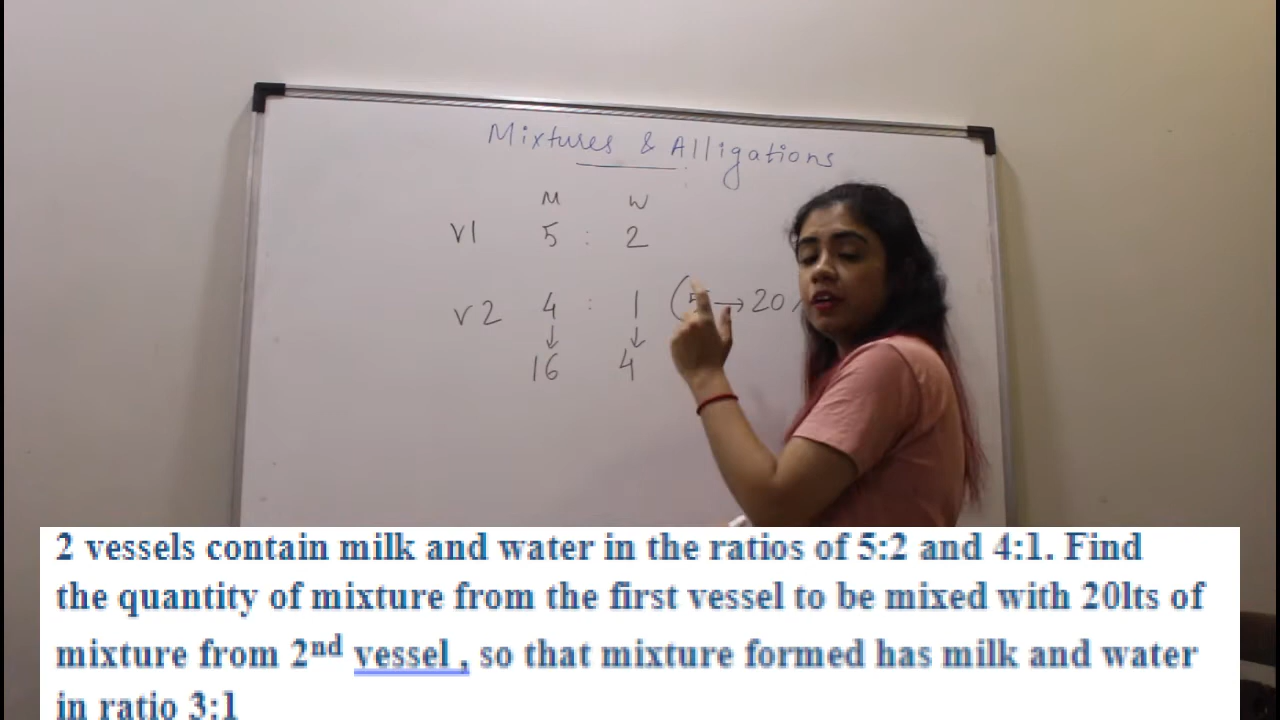 Mixtures & Alligations
M W
V1 5 : 2
V2 4 : 1 (5 → 20
↓ ↓
16 4
2 vessels contain milk and water in the ratios of 5:2 and 4:1. Find
the quantity of mixture from the first vessel to be mixed with 20lts of
mixture from 2nd vessel , so that mixture formed has milk and water
in ratio 3:1